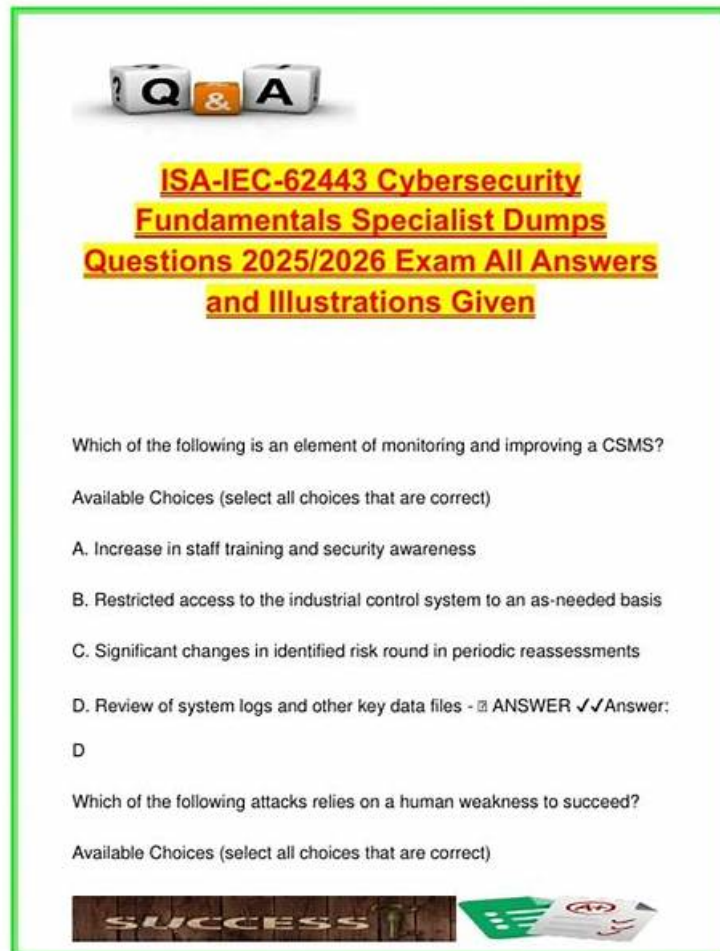 ? Q & A !
ISA-IEC-62443 Cybersecurity
Fundamentals Specialist Dumps
Questions 2025/2026 Exam All Answers
and Illustrations Given
Which of the following is an element of monitoring and improving a CSMS?
Available Choices (select all choices that are correct)
A. Increase in staff training and security awareness
B. Restricted access to the industrial control system to an as-needed basis
C. Significant changes in identified risk round in periodic reassessments
D. Review of system logs and other key data files - ⍰ ANSWER ✓✓Answer:
D
Which of the following attacks relies on a human weakness to succeed?
Available Choices (select all choices that are correct)
SUCCESS
A+